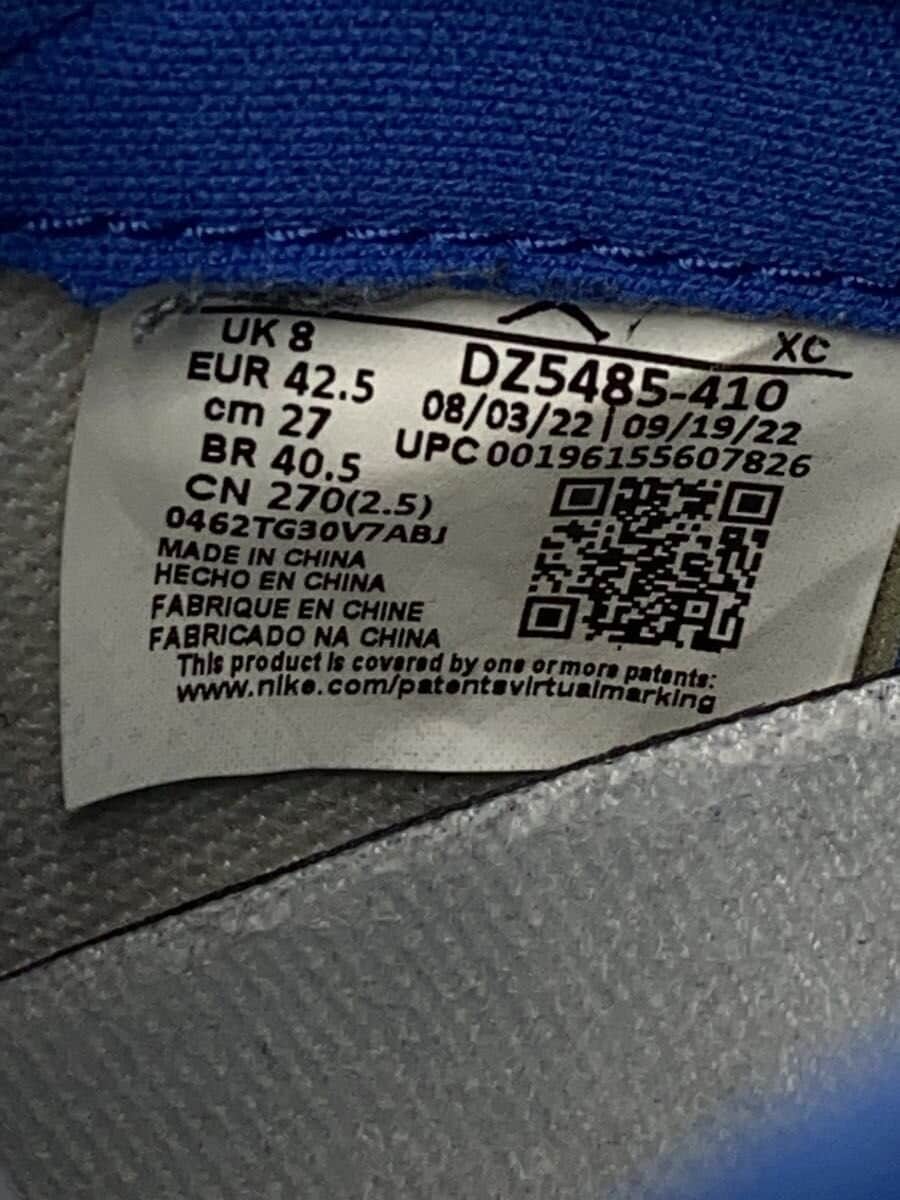 UK 8
EUR 42.5
cm 27
BR 40.5
CN 270(2.5)
0462TG30V7ABJ
MADE IN CHINA
HECHO EN CHINA
FABRIQUE EN CHINE
FABRICADO NA CHINA
XC
DZ5485-410
08/03/22 | 09/19/22
UPC 00196155607826
This product is covered by one or more patents:
www.nike.com/patentsvirtualmarking